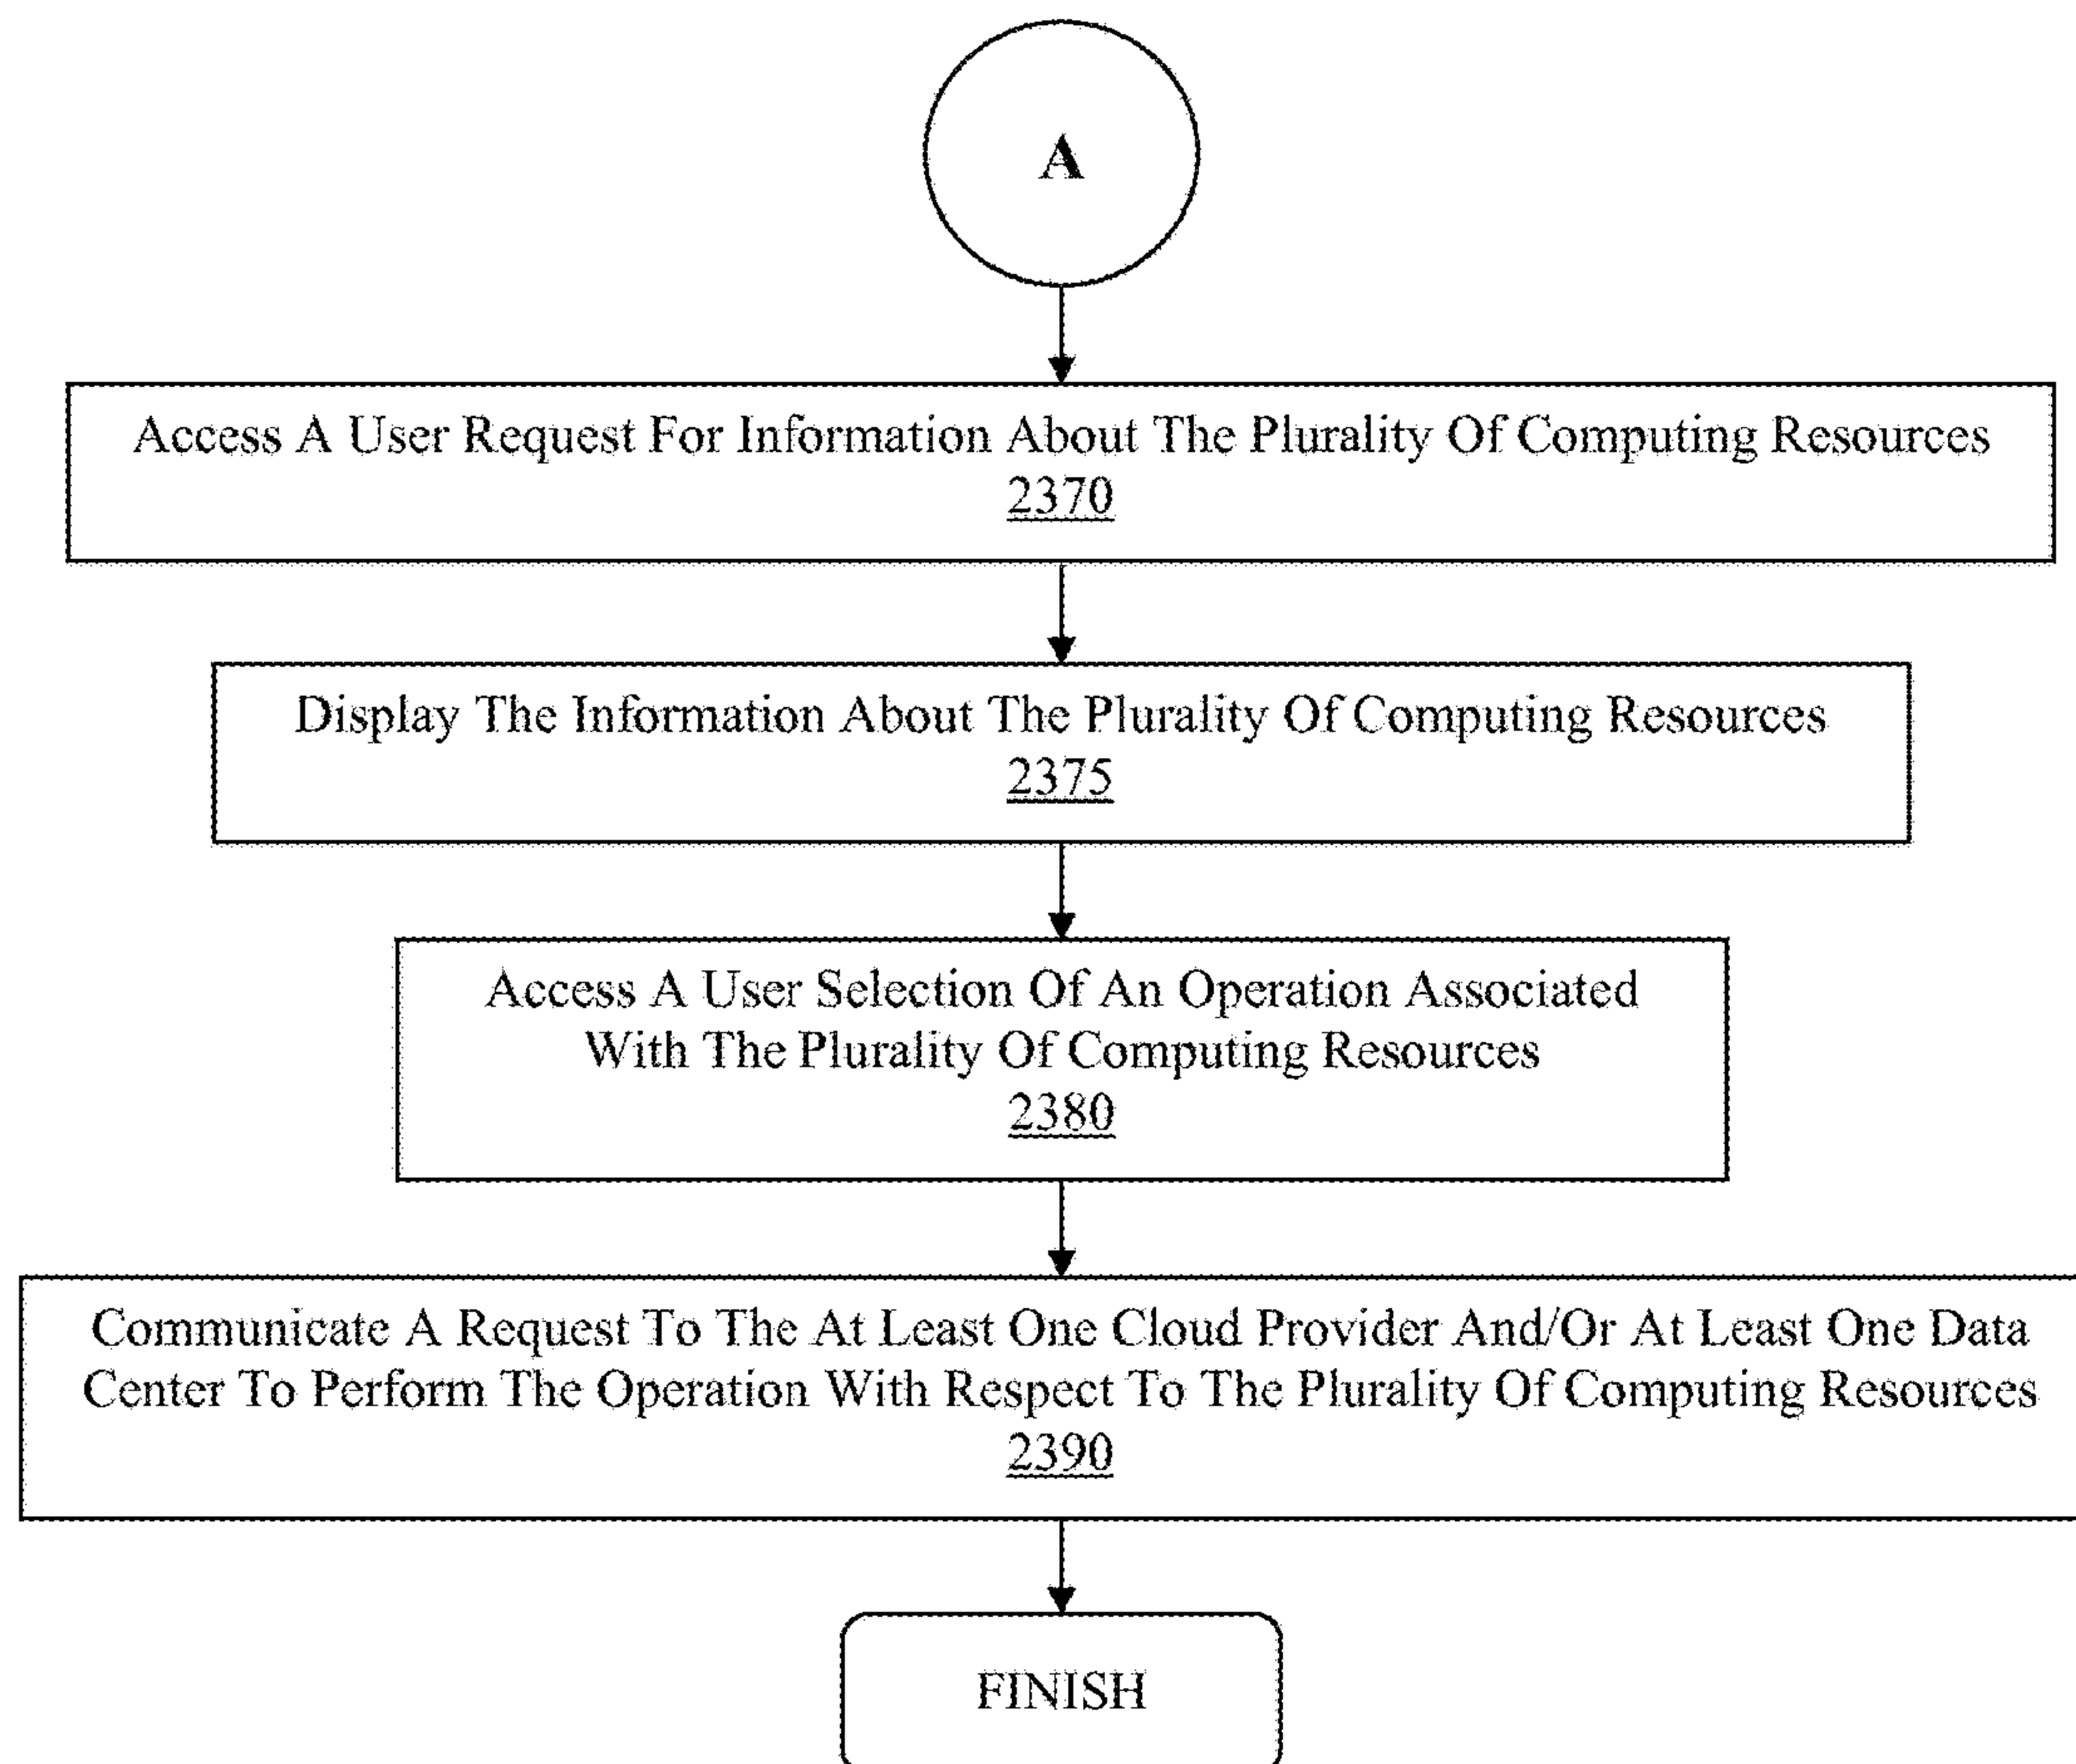 A
Access A User Request For Information About The Plurality Of Computing Resources
2370
Display The Information About The Plurality Of Computing Resources
2375
Access A User Selection Of An Operation Associated
With The Plurality Of Computing Resources
2380
Communicate A Request To The At Least One Cloud Provider And/Or At Least One Data
Center To Perform The Operation With Respect To The Plurality Of Computing Resources
2390
FINISH